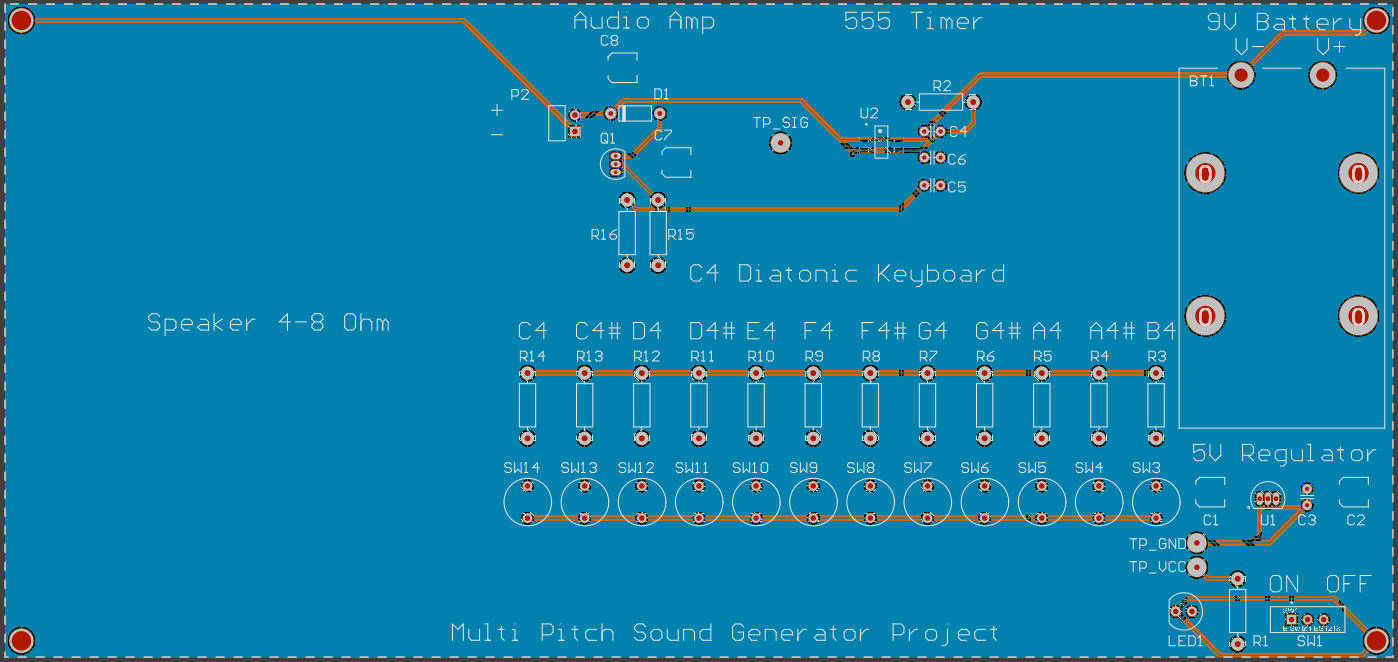 Audio Amp 555 Timer 9V Battery
C8 V- V+
BT1
P2 D1 R2
+
-
Q1 C7 TP_SIG U2 C4
C6
C5
R16 R15
C4 Diatonic Keyboard
Speaker 4-8 Ohm
C4 C4# D4 D4# E4 F4 F4# G4 G4# A4 A4# B4
R14 R13 R12 R11 R10 R9 R8 R7 R6 R5 R4 R3
0 0
0 0
5V Regulator
SW14 SW13 SW12 SW11 SW10 SW9 SW8 SW7 SW6 SW5 SW4 SW3
C1 U1 C3 C2
TP_GND
TP_VCC
ON OFF
LED1 R1 SW1
Multi Pitch Sound Generator Project